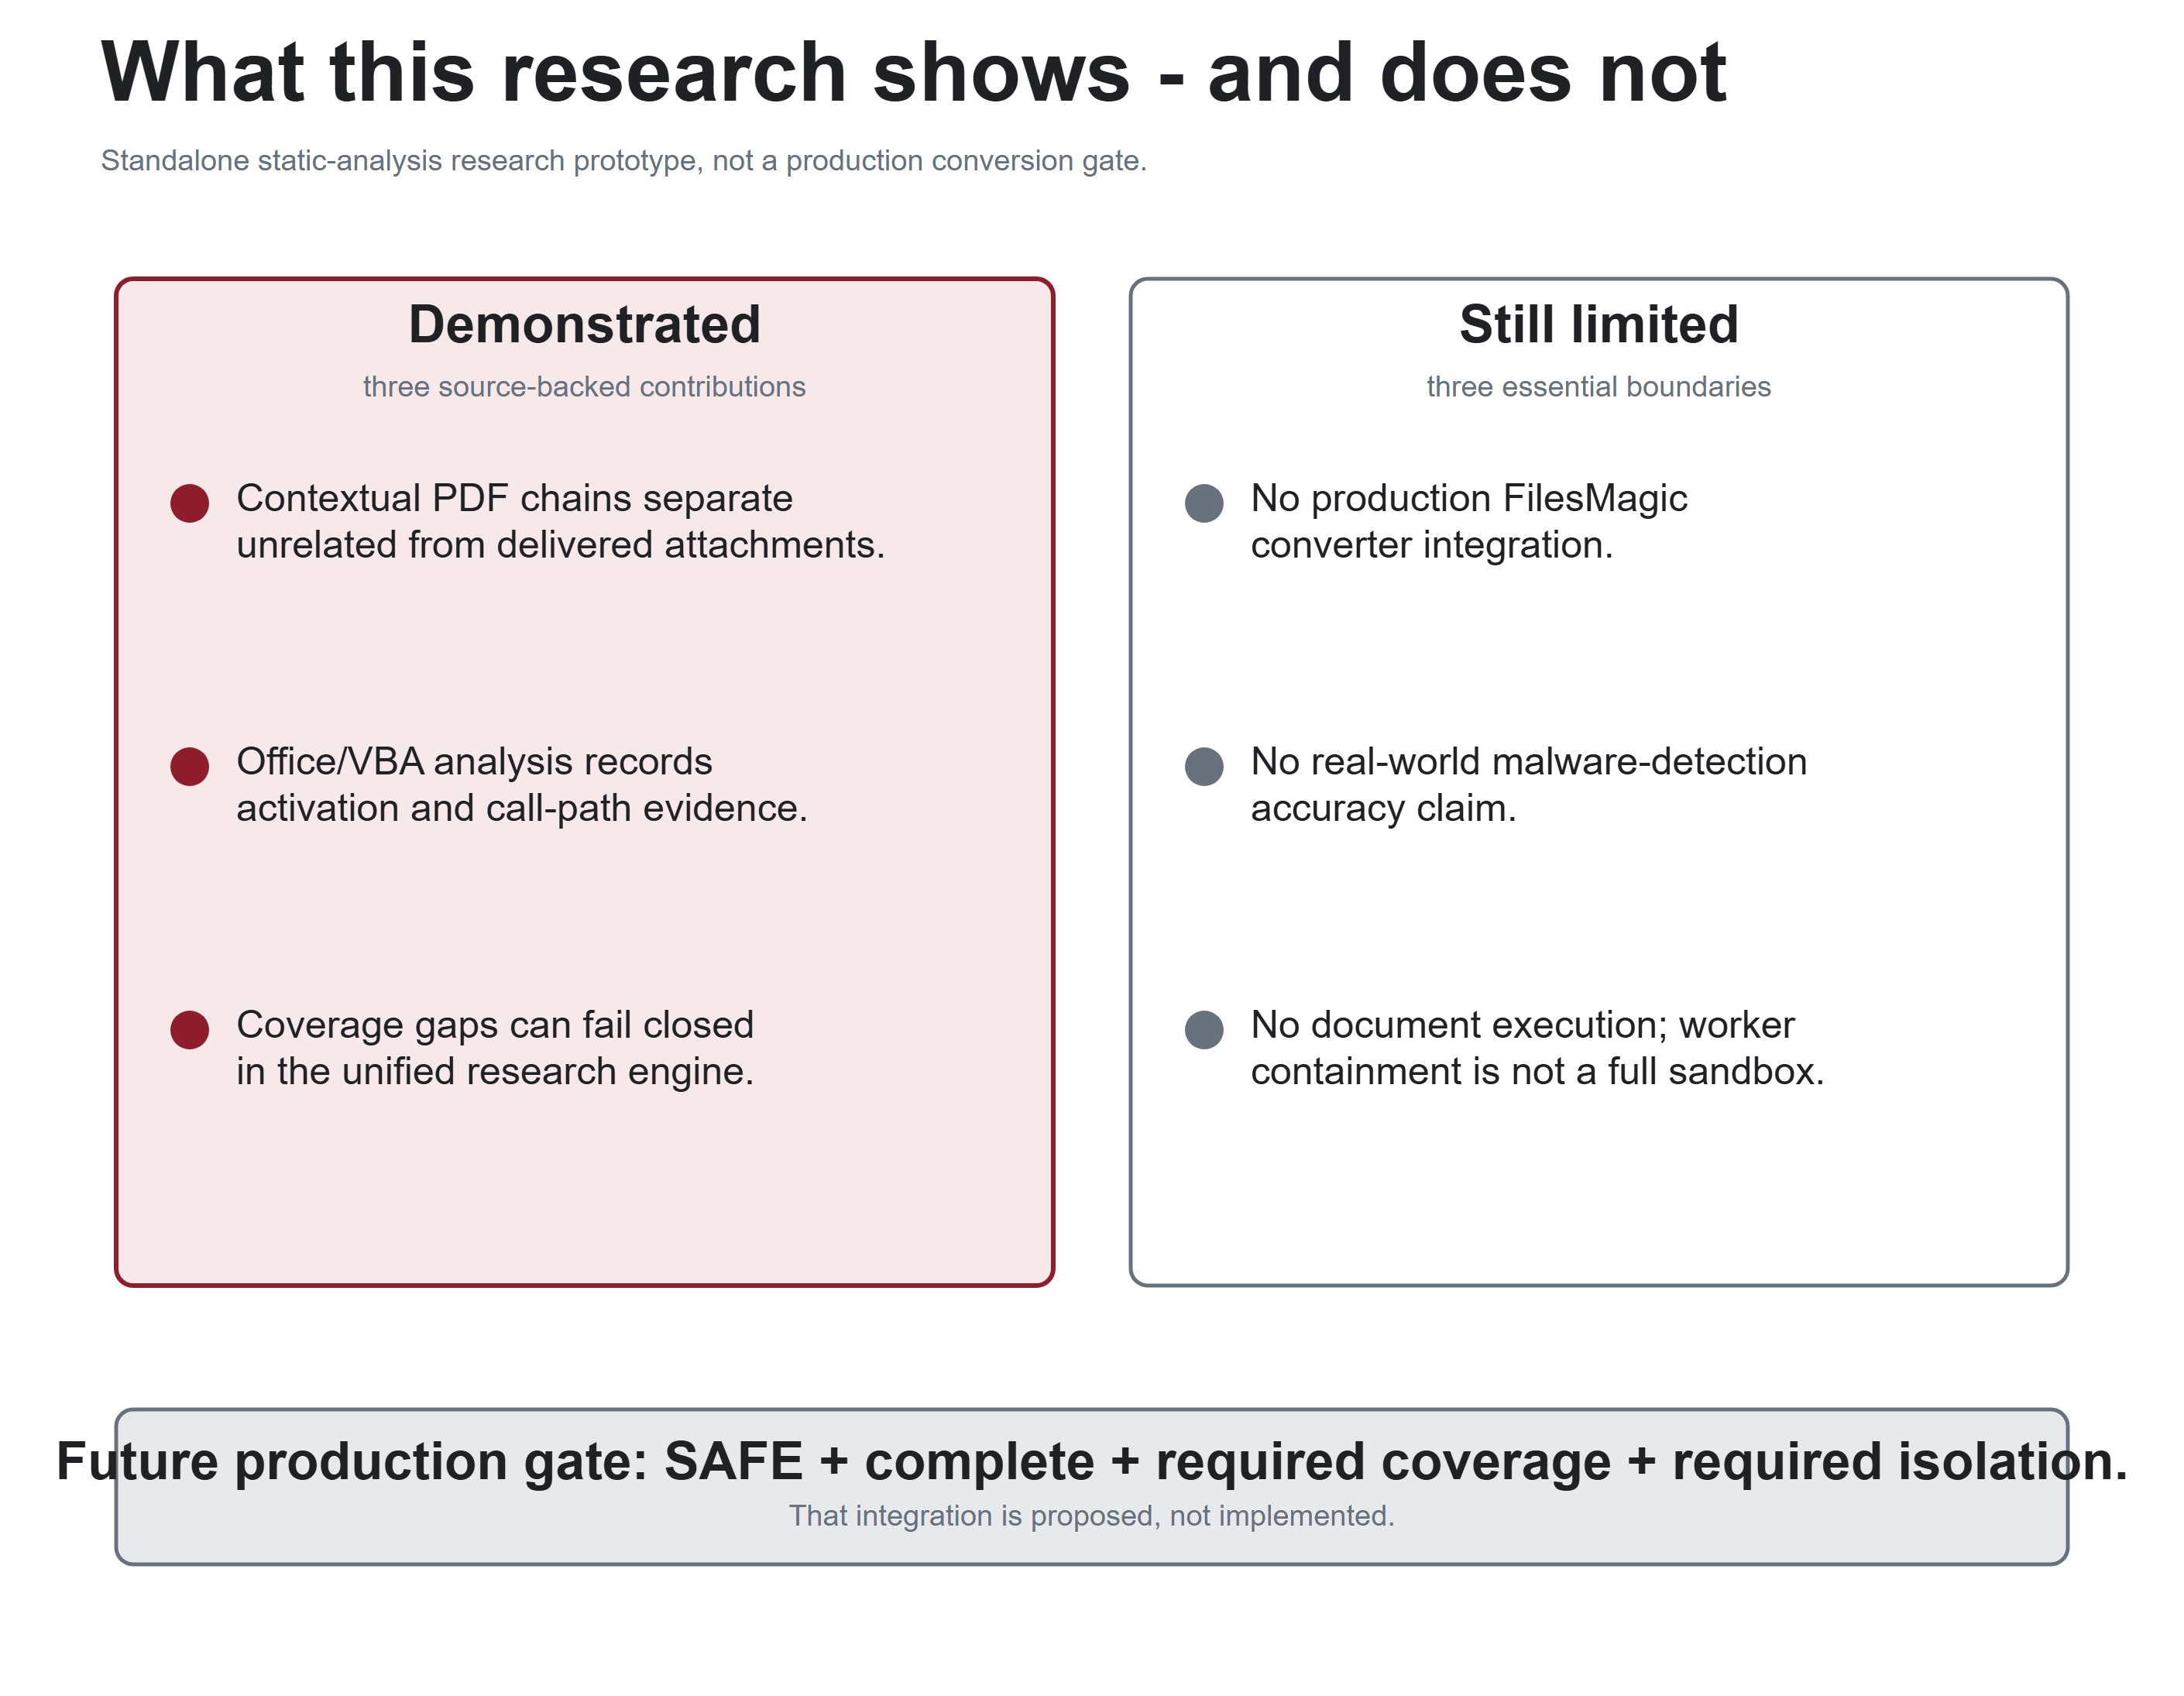 What this research shows - and does not
Standalone static-analysis research prototype, not a production conversion gate.
Demonstrated
three source-backed contributions
Contextual PDF chains separate
unrelated from delivered attachments.
Office/VBA analysis records
activation and call-path evidence.
Coverage gaps can fail closed
in the unified research engine.
Still limited
three essential boundaries
No production FilesMagic
converter integration.
No real-world malware-detection
accuracy claim.
No document execution; worker
containment is not a full sandbox.
Future production gate: SAFE + complete + required coverage + required isolation.
That integration is proposed, not implemented.